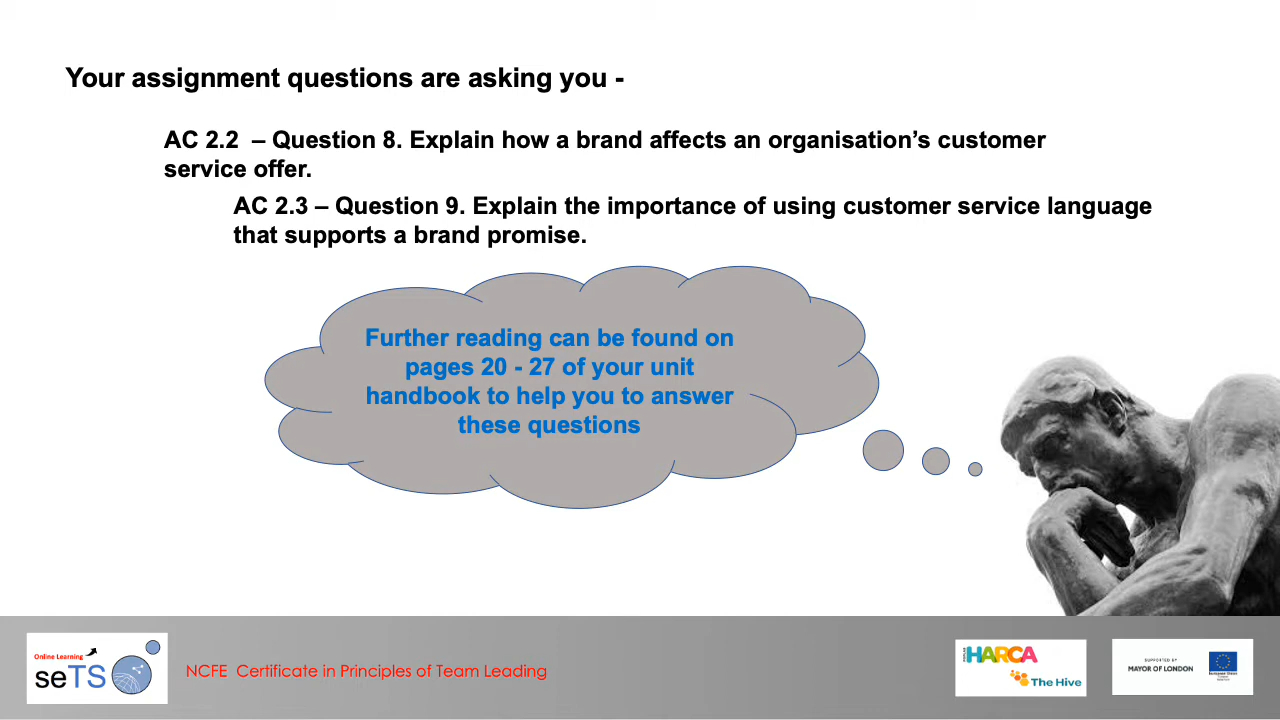 Your assignment questions are asking you -
AC 2.2 – Question 8. Explain how a brand affects an organisation’s customer
service offer.
AC 2.3 – Question 9. Explain the importance of using customer service language
that supports a brand promise.
Further reading can be found on
pages 20 - 27 of your unit
handbook to help you to answer
these questions
Online Learning
seTS
NCFE Certificate in Principles of Team Leading
POPLAR
HARCA
The Hive
SUPPORTED BY
MAYOR OF LONDON
European Union